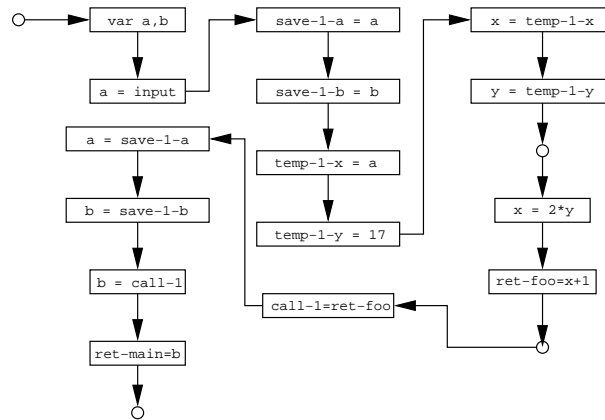 var a,b
a = input
save-1-a = a
save-1-b = b
temp-1-x = a
temp-1-y = 17
x = temp-1-x
y = temp-1-y
x = 2*y
ret-foo=x+1
call-1=ret-foo
a = save-1-a
b = save-1-b
b = call-1
ret-main=b